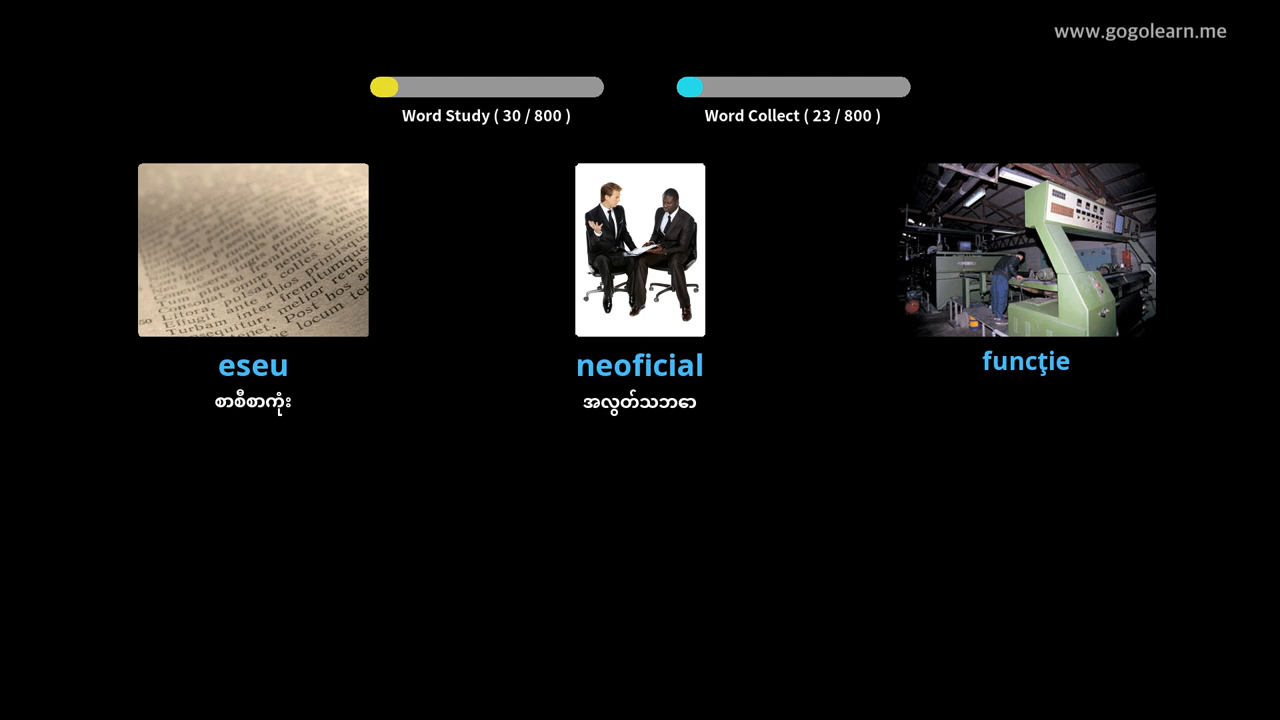 www.gogolearn.me
Word Study ( 30 / 800 )
Word Collect ( 23 / 800 )
eseu
neoficial
funcţie
စာစီစာကုံး
အလွတ်သဘော